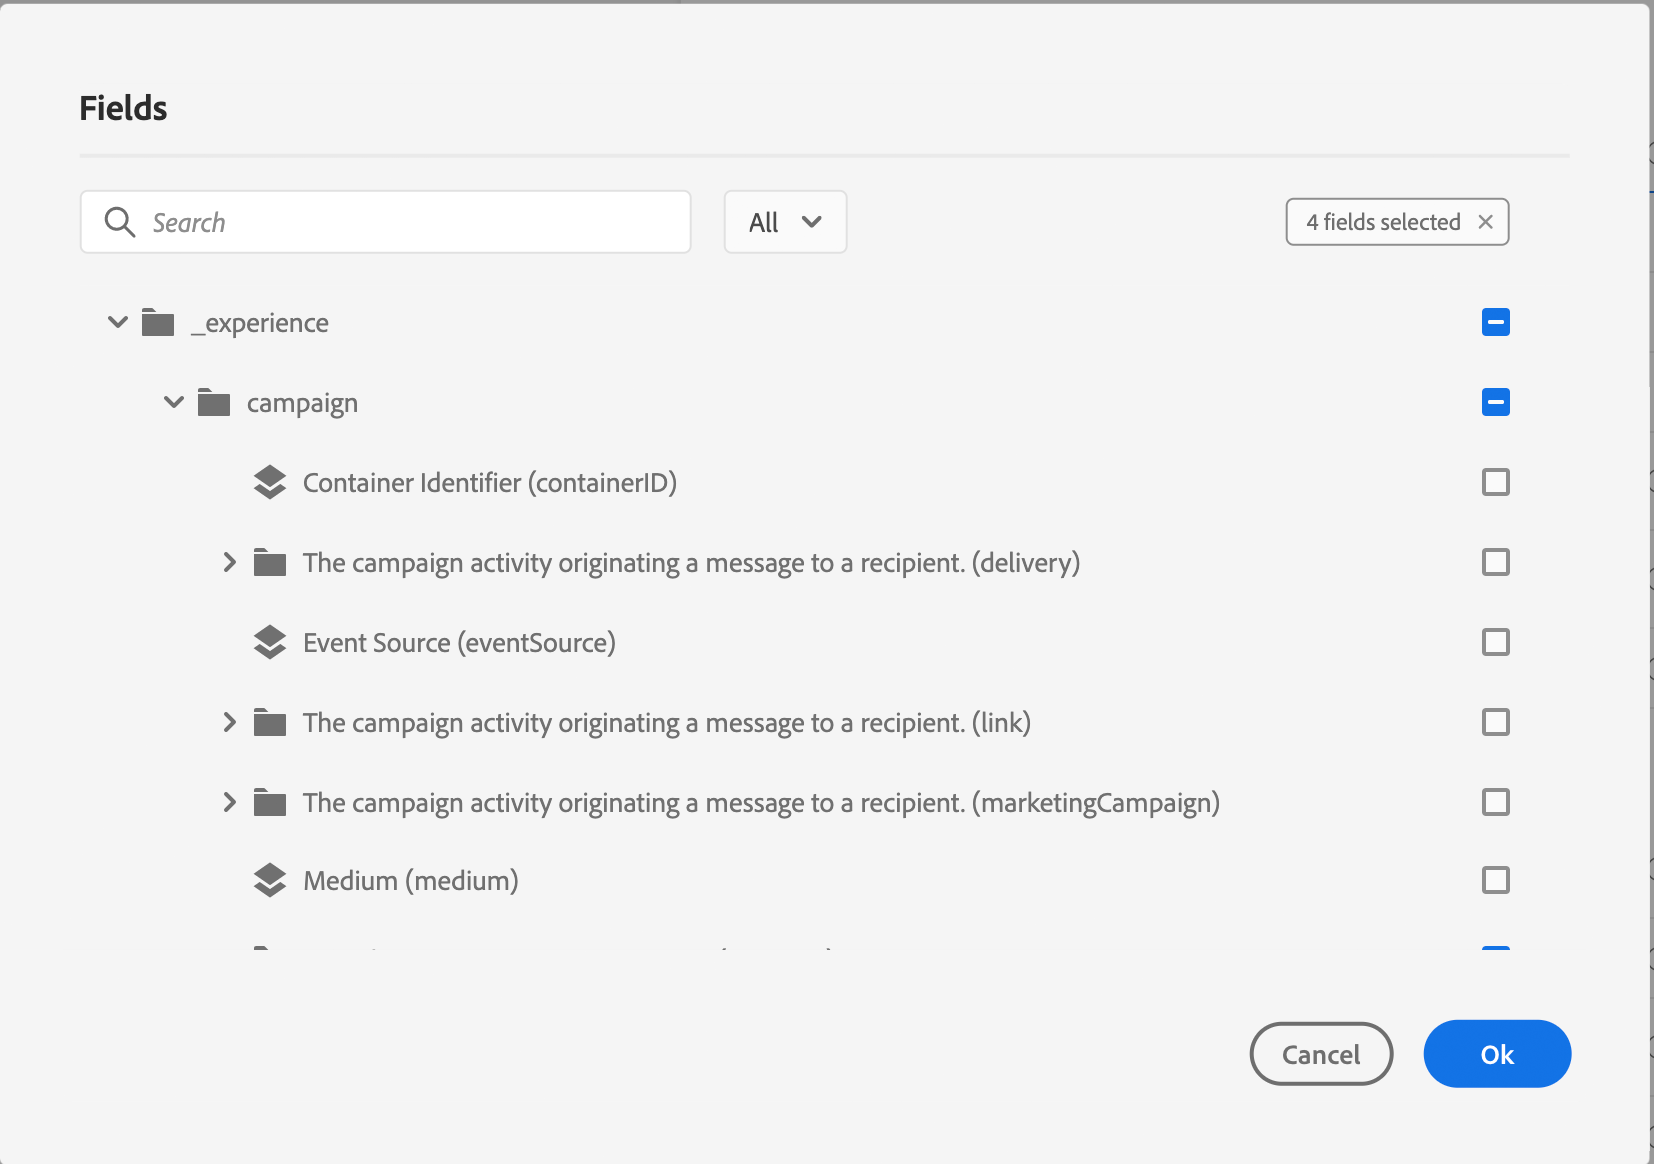 Fields
Search
All
4 fields selected
_experience
campaign
Container Identifier (containerID)
The campaign activity originating a message to a recipient. (delivery)
Event Source (eventSource)
The campaign activity originating a message to a recipient. (link)
The campaign activity originating a message to a recipient. (marketingCampaign)
Medium (medium)
Cancel
Ok